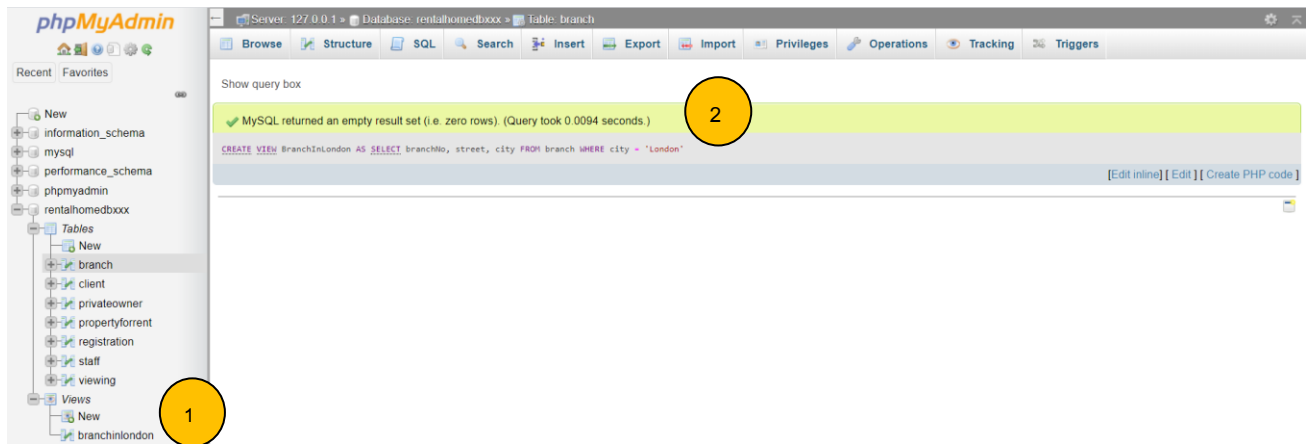 phpMyAdmin
Recent Favorites
New
information_schema
mysql
performance_schema
phpmyadmin
rentalhomedbxxx
Tables
New
branch
client
privateowner
propertyforrent
registration
staff
viewing
Views
New
branchinlondon
1
Server: 127.0.0.1 » Database: rentalhomedbxxx » Table: branch
Browse Structure SQL Search Insert Export Import Privileges Operations Tracking Triggers
Show query box
MySQL returned an empty result set (i.e. zero rows). (Query took 0.0094 seconds.)
2
CREATE VIEW BranchInLondon AS SELECT branchNo, street, city FROM branch WHERE city = 'London'
[Edit inline] [ Edit ] [ Create PHP code ]